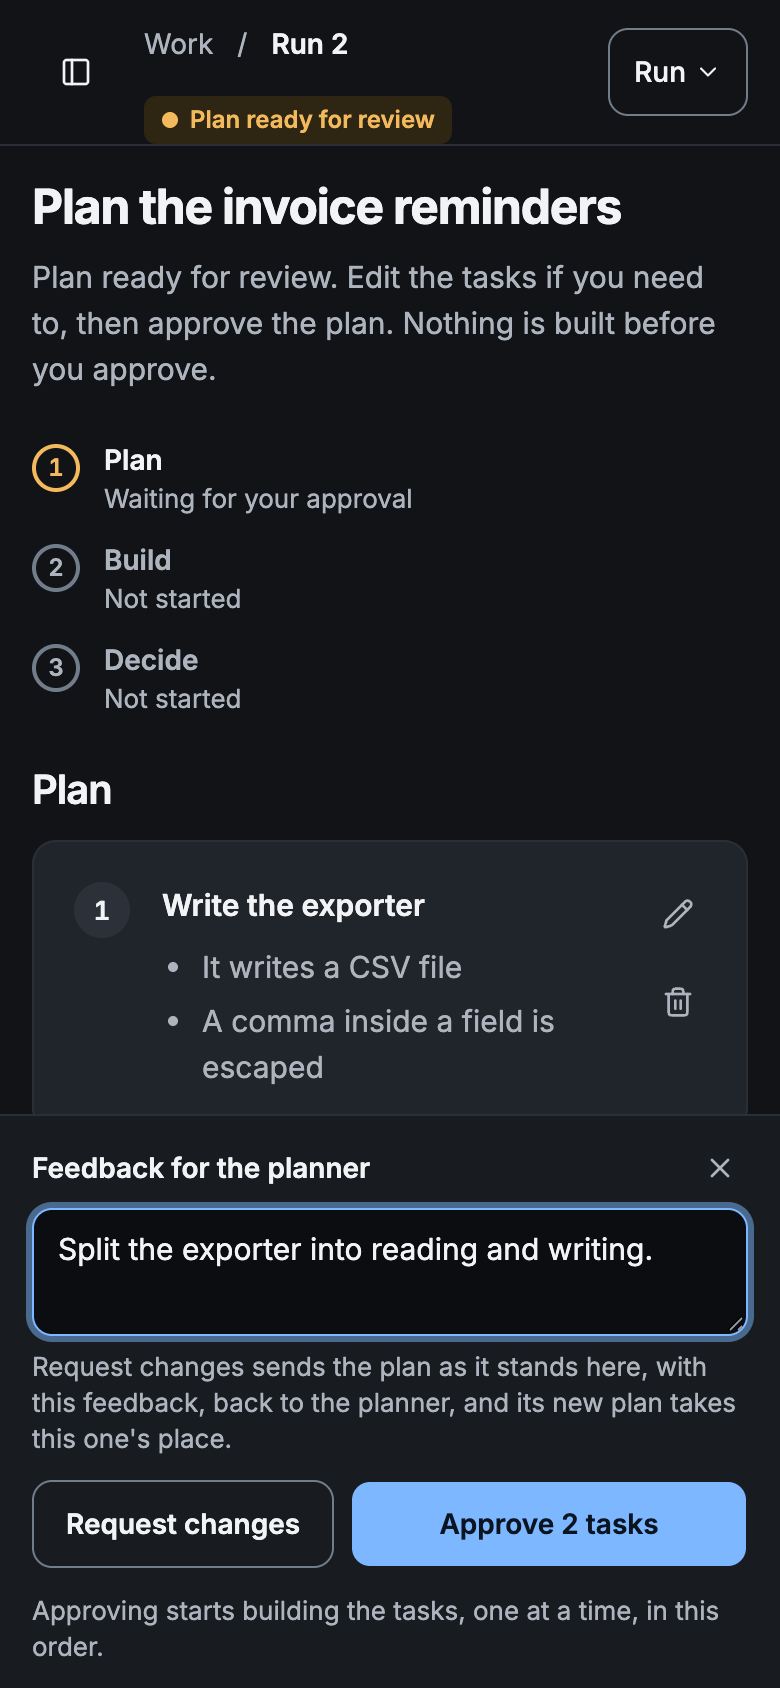 Work / Run 2
Run
Plan ready for review
Plan the invoice reminders
Plan ready for review. Edit the tasks if you need
to, then approve the plan. Nothing is built before
you approve.
1 Plan
Waiting for your approval
2 Build
Not started
3 Decide
Not started
Plan
1 Write the exporter
• It writes a CSV file
• A comma inside a field is
escaped
Feedback for the planner
Split the exporter into reading and writing.
Request changes sends the plan as it stands here, with
this feedback, back to the planner, and its new plan takes
this one's place.
Request changes Approve 2 tasks
Approving starts building the tasks, one at a time, in this
order.